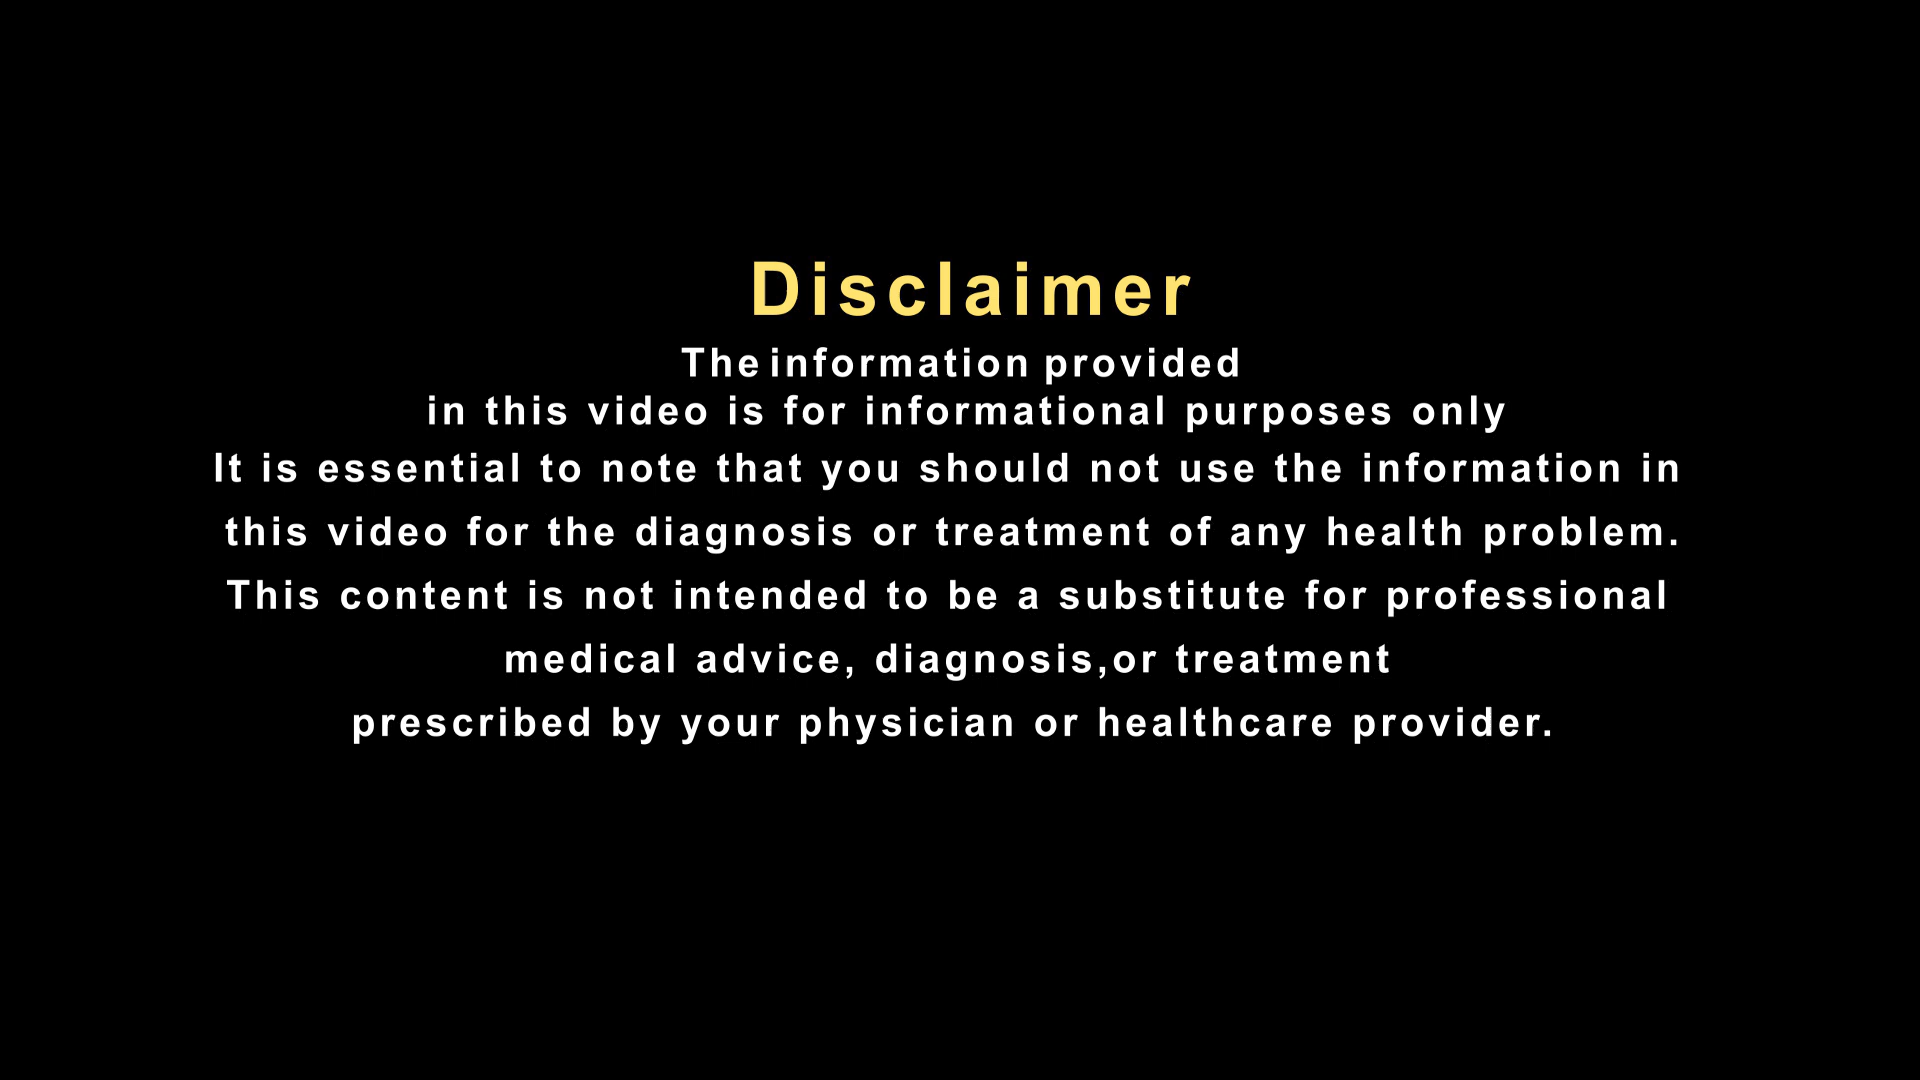 Disclaimer
The information provided
in this video is for informational purposes only
It is essential to note that you should not use the information in
this video for the diagnosis or treatment of any health problem.
This content is not intended to be a substitute for professional
medical advice, diagnosis,or treatment
prescribed by your physician or healthcare provider.